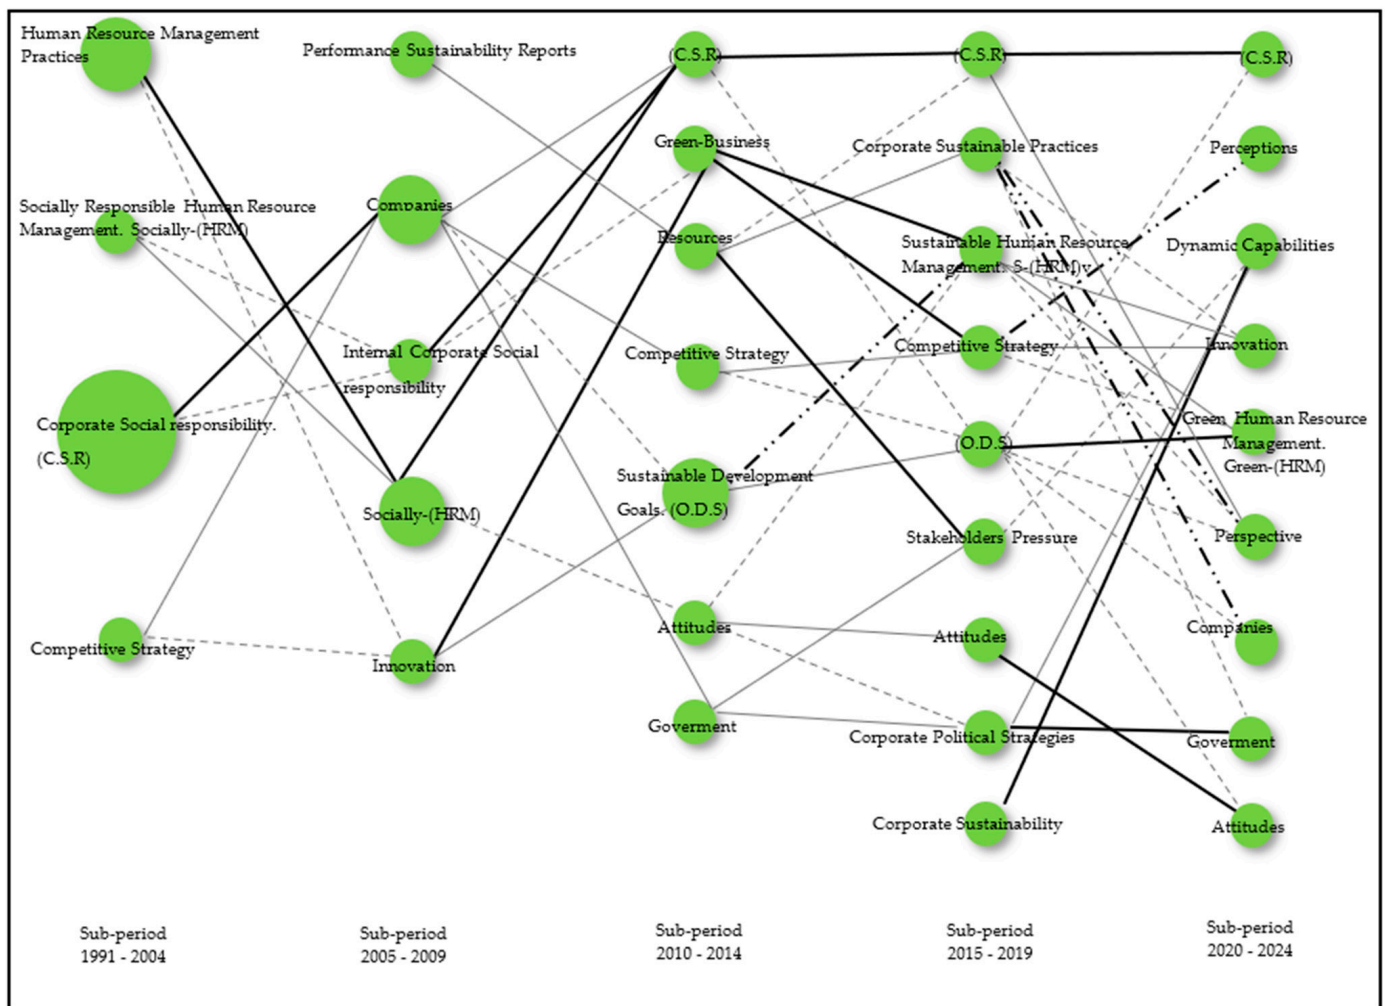 Human Resource Management
Practices
Socially Responsible Human Resource
Management. Socially-(HRM)
Corporate Social responsibility.
(C.S.R)
Competitive Strategy
Performance Sustainability Reports
Companies
Internal Corporate Social
responsibility
Socially-(HRM)
Innovation
(C.S.R)
Green-Business
Resources
Competitive Strategy
Sustainable Development
Goals. (O.D.S)
Attitudes
Goverment
(C.S.R)
Corporate Sustainable Practices
Sustainable Human Resource
Management. S-(HRM)v
Competitive Strategy
(O.D.S)
Stakeholders Pressure
Attitudes
Corporate Political Strategies
Corporate Sustainability
(C.S.R)
Perceptions
Dynamic Capabilities
Innovation
Green Human Resource
Management.
Green-(HRM)
Perspective
Companies
Goverment
Attitudes
Sub-period
1991 - 2004
Sub-period
2005 - 2009
Sub-period
2010 - 2014
Sub-period
2015 - 2019
Sub-period
2020 - 2024